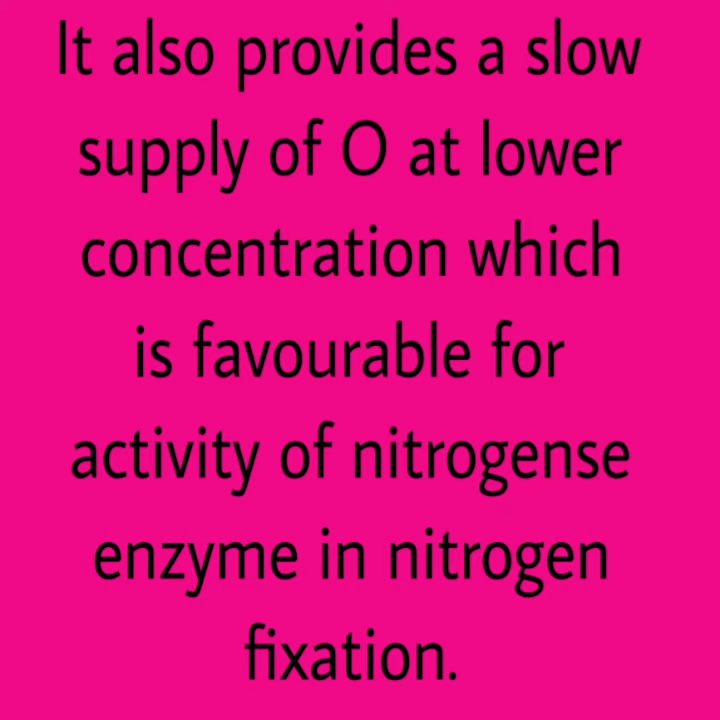 It also provides a slow
supply of O at lower
concentration which
is favourable for
activity of nitrogense
enzyme in nitrogen
fixation.